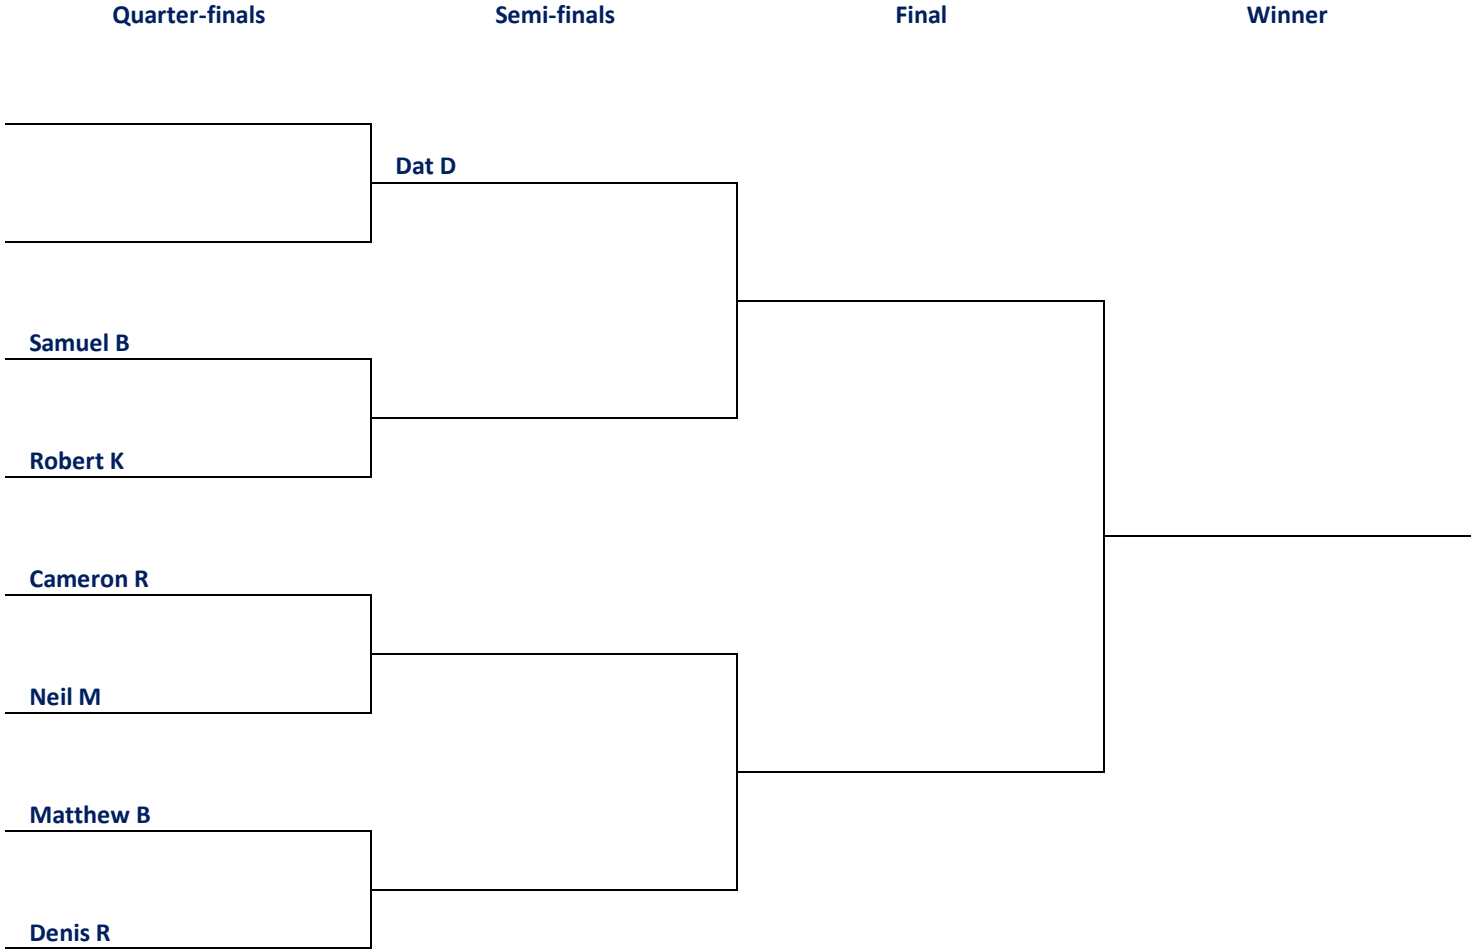 Quarter-finals Semi-finals Final Winner
Dat D
Samuel B
Robert K
Cameron R
Neil M
Matthew B
Denis R